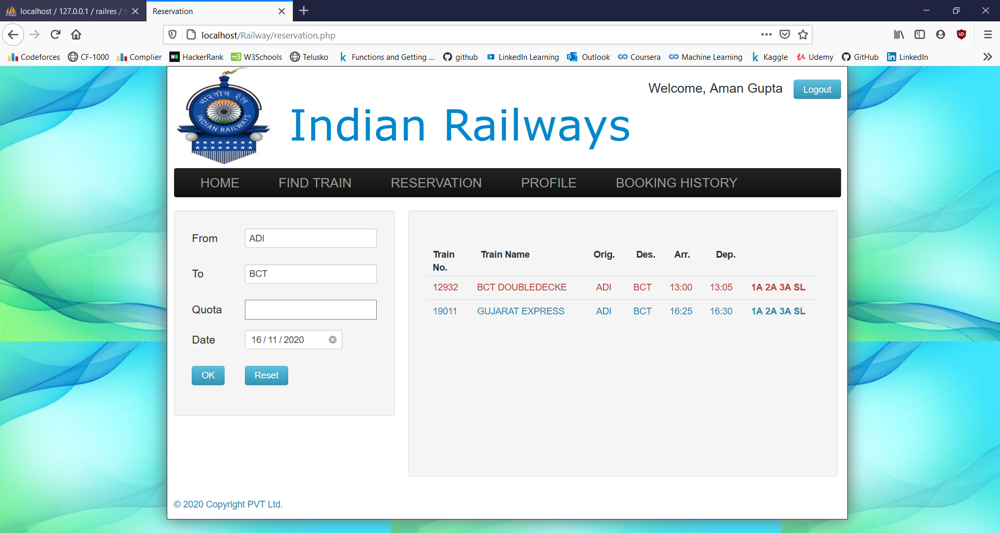 localhost / 127.0.0.1 / railres / t
Reservation
localhost/Railway/reservation.php
Codeforces CF-1000 Complier HackerRank W3Schools Telusko Functions and Getting ... github LinkedIn Learning Outlook Coursera Machine Learning Kaggle Udemy GitHub LinkedIn
भारतीय रेल
INDIAN RAILWAYS
Welcome, Aman Gupta Logout
Indian Railways
HOME FIND TRAIN RESERVATION PROFILE BOOKING HISTORY
From ADI
To BCT
Quota
Date 16 / 11 / 2020
OK Reset
Train Train Name Orig. Des. Arr. Dep.
No.
12932 BCT DOUBLEDECKE ADI BCT 13:00 13:05 1A 2A 3A SL
19011 GUJARAT EXPRESS ADI BCT 16:25 16:30 1A 2A 3A SL
© 2020 Copyright PVT Ltd.